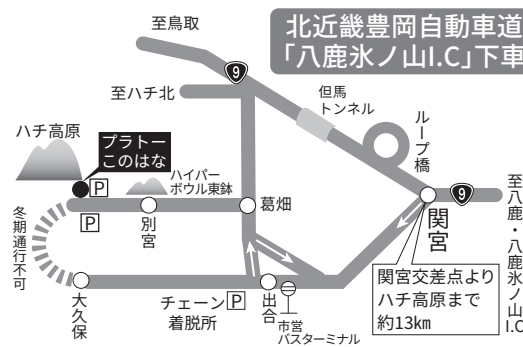 至鳥取
北近畿豊岡自動車道
「八鹿氷ノ山I.C」下車
9
至ハチ北
但馬
トンネル
ループ橋
ハチ高原
プラトー
このはな
P
ハイパー
ボウル東鉢
9
至八鹿・八鹿氷ノ山I.C
P
別宮
葛畑
関宮
冬期通行不可
関宮交差点より
ハチ高原まで
約13km
大久保
チェーン
着脱所
P
出合
市営
バスターミナル